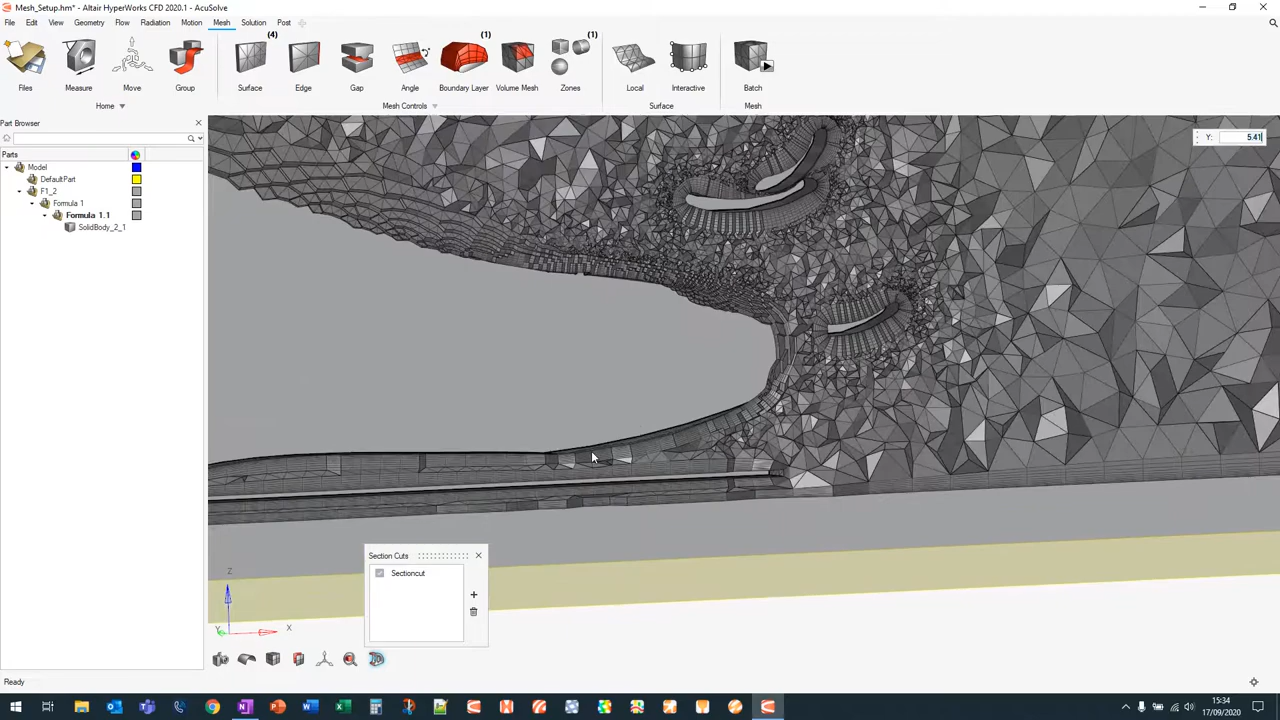 Mesh_Setup.hm* - Altair HyperWorks CFD 2020.1 - AcuSolve
File Edit View Geometry Flow Radiation Motion Mesh Solution Post
(4) (1) (1)
Files Measure Move Group Surface Edge Gap Angle Boundary Layer Volume Mesh Zones Local Interactive Batch
Home Mesh Controls Surface Mesh
Part Browser
Y: 5.41
Parts
Model
DefaultPart
F1_2
Formula 1
Formula 1.1
SolidBody_2_1
Section Cuts
Sectioncut
Z
Y X
Ready
15:34
17/09/2020